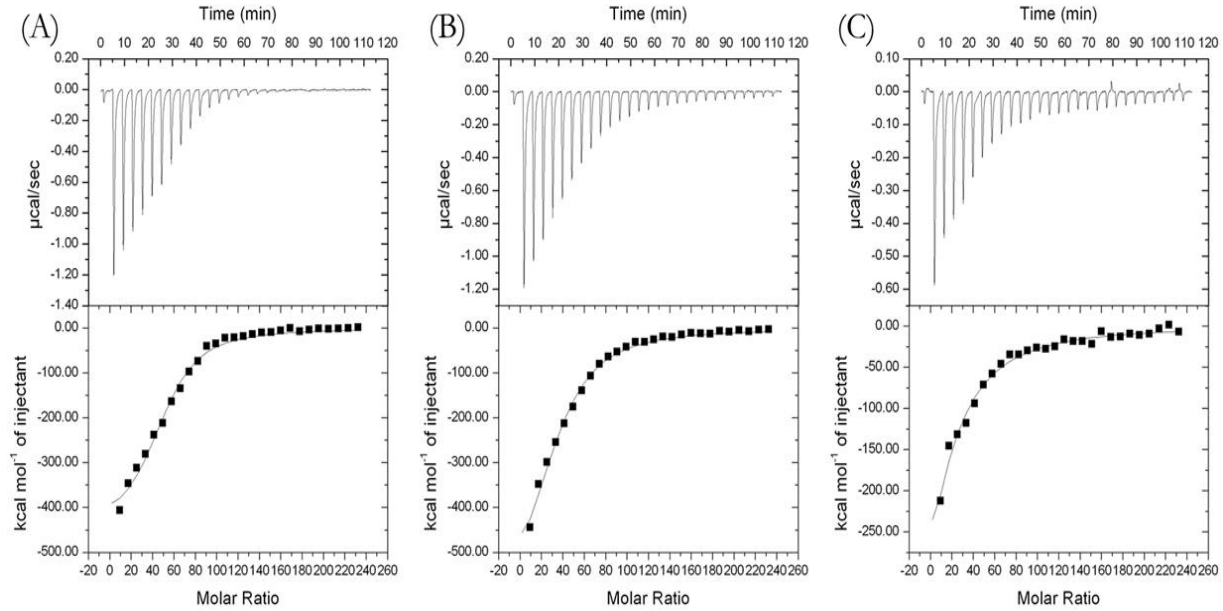 (A)
Time (min)
0 10 20 30 40 50 60 70 80 90 100 110 120
0.20
0.00
-0.20
-0.40
-0.60
-0.80
-1.00
-1.20
-1.40
µcal/sec
0.00
-100.00
-200.00
-300.00
-400.00
-500.00
kcal mol⁻¹ of injectant
-20 0 20 40 60 80 100 120 140 160 180 200 220 240 260
Molar Ratio
(B)
Time (min)
0 10 20 30 40 50 60 70 80 90 100 110 120
0.20
0.00
-0.20
-0.40
-0.60
-0.80
-1.00
-1.20
µcal/sec
0.00
-100.00
-200.00
-300.00
-400.00
-500.00
kcal mol⁻¹ of injectant
-20 0 20 40 60 80 100 120 140 160 180 200 220 240 260
Molar Ratio
(C)
Time (min)
0 10 20 30 40 50 60 70 80 90 100 110 120
0.10
0.00
-0.10
-0.20
-0.30
-0.40
-0.50
-0.60
µcal/sec
0.00
-50.00
-100.00
-150.00
-200.00
-250.00
kcal mol⁻¹ of injectant
-20 0 20 40 60 80 100 120 140 160 180 200 220 240 260
Molar Ratio